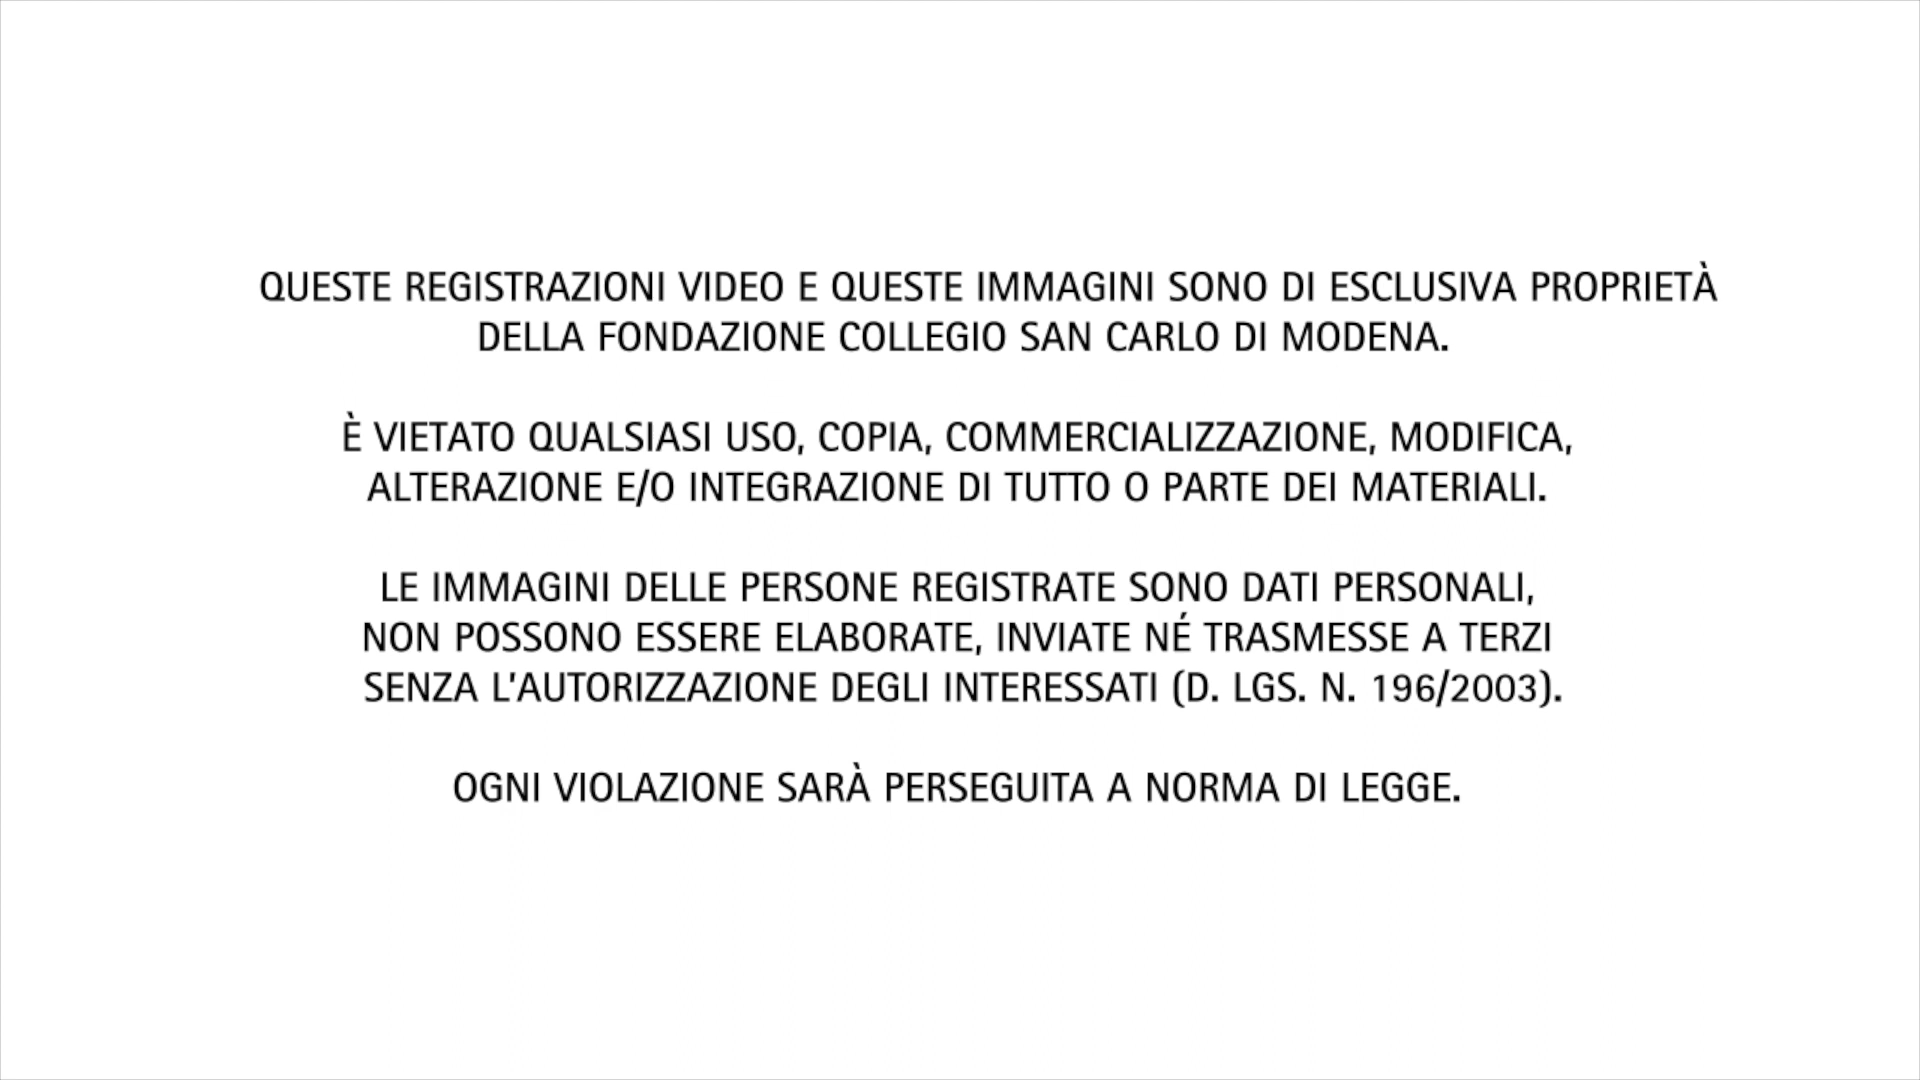 QUESTE REGISTRAZIONI VIDEO E QUESTE IMMAGINI SONO DI ESCLUSIVA PROPRIETÀ
DELLA FONDAZIONE COLLEGIO SAN CARLO DI MODENA.
È VIETATO QUALSIASI USO, COPIA, COMMERCIALIZZAZIONE, MODIFICA,
ALTERAZIONE E/O INTEGRAZIONE DI TUTTO O PARTE DEI MATERIALI.
LE IMMAGINI DELLE PERSONE REGISTRATE SONO DATI PERSONALI,
NON POSSONO ESSERE ELABORATE, INVIATE NÉ TRASMESSE A TERZI
SENZA L'AUTORIZZAZIONE DEGLI INTERESSATI (D. LGS. N. 196/2003).
OGNI VIOLAZIONE SARÀ PERSEGUITA A NORMA DI LEGGE.